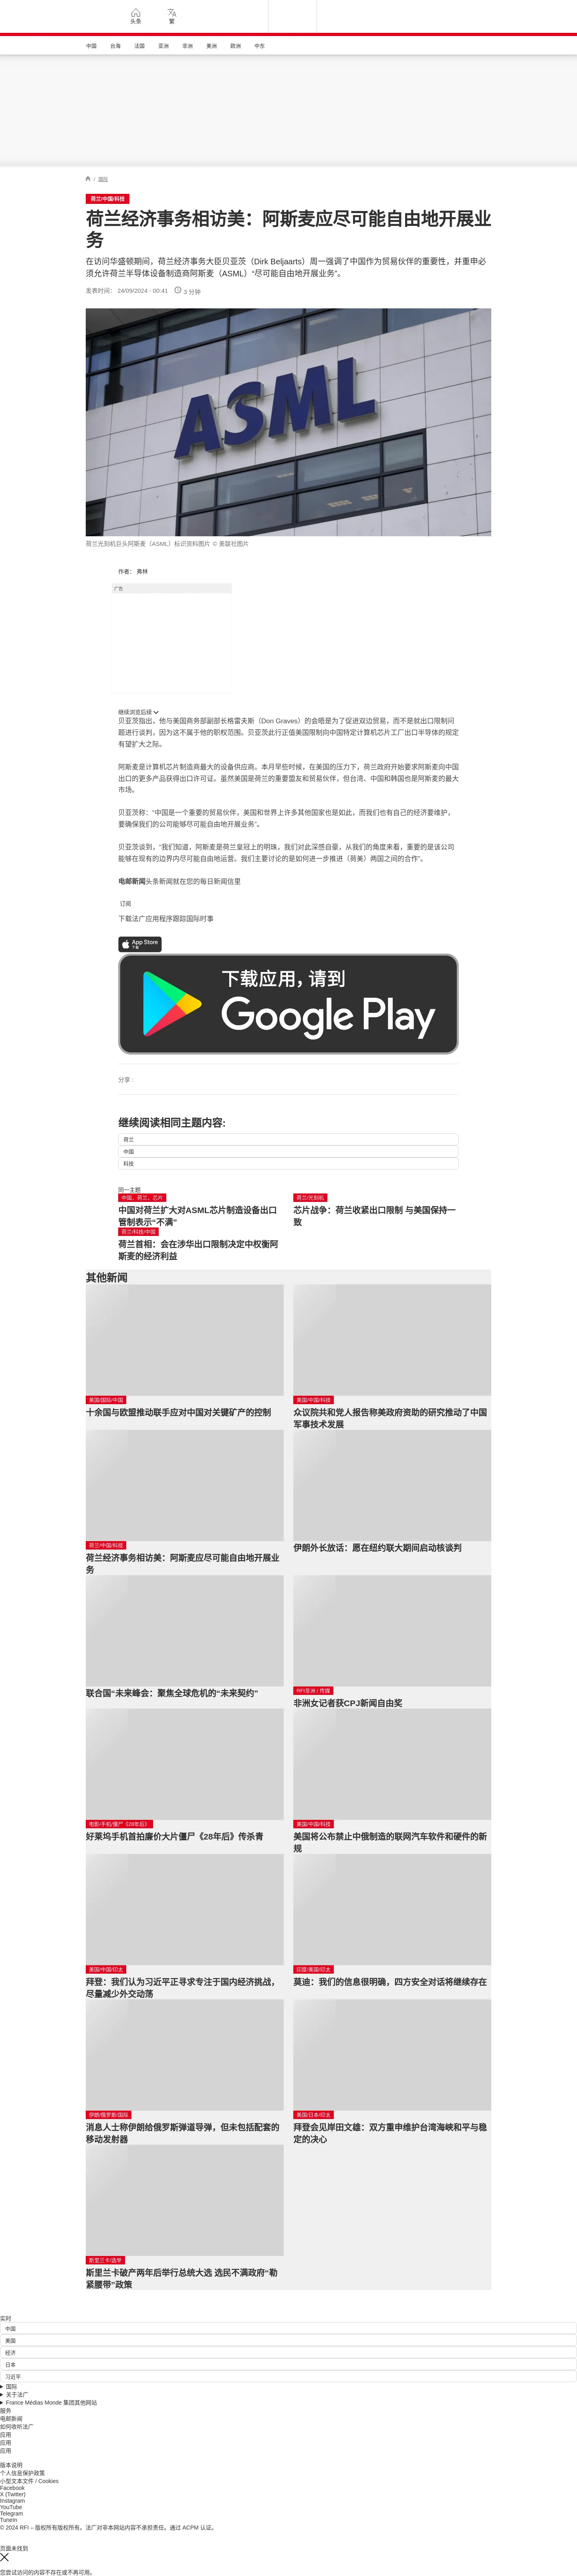 头条
繁
中国
台海
法国
亚洲
非洲
美洲
欧洲
中东
/ 国际
荷兰/中国/科技
荷兰经济事务相访美：阿斯麦应尽可能自由地开展业
务
在访问华盛顿期间，荷兰经济事务大臣贝亚茨（Dirk Beljaarts）周一强调了中国作为贸易伙伴的重要性，并重申必
须允许荷兰半导体设备制造商阿斯麦（ASML）“尽可能自由地开展业务”。
发表时间： 24/09/2024 - 00:41 3 分钟
ASML
荷兰光刻机巨头阿斯麦（ASML）标识资料图片 © 美联社图片
作者： 弗林
广告
继续浏览后续
贝亚茨指出，他与美国商务部副部长格雷夫斯（Don Graves）的会晤是为了促进双边贸易，而不是就出口限制问
题进行谈判，因为这不属于他的职权范围。贝亚茨此行正值美国限制向中国特定计算机芯片工厂出口半导体的规定
有望扩大之际。
阿斯麦是计算机芯片制造商最大的设备供应商。本月早些时候，在美国的压力下，荷兰政府开始要求阿斯麦向中国
出口的更多产品获得出口许可证。虽然美国是荷兰的重要盟友和贸易伙伴，但台湾、中国和韩国也是阿斯麦的最大
市场。
贝亚茨称：“中国是一个重要的贸易伙伴，美国和世界上许多其他国家也是如此，而我们也有自己的经济要维护，
要确保我们的公司能够尽可能自由地开展业务”。
贝亚茨谈到，“我们知道，阿斯麦是荷兰皇冠上的明珠，我们对此深感自豪，从我们的角度来看，重要的是该公司
能够在现有的边界内尽可能自由地运营。我们主要讨论的是如何进一步推进（荷美）两国之间的合作”。
电邮新闻头条新闻就在您的每日新闻信里
订阅
下载法广应用程序跟踪国际时事
App Store
下载
下载应用，请到
Google Play
分享 :
继续阅读相同主题内容:
荷兰
中国
科技
同一主题
中国，荷兰，芯片
中国对荷兰扩大对ASML芯片制造设备出口
管制表示“不满”
荷兰/光刻机
芯片战争：荷兰收紧出口限制 与美国保持一
致
荷兰/科技/中国
荷兰首相：会在涉华出口限制决定中权衡阿
斯麦的经济利益
其他新闻
美国/国际/中国
十余国与欧盟推动联手应对中国对关键矿产的控制
美国/中国/科技
众议院共和党人报告称美政府资助的研究推动了中国
军事技术发展
荷兰/中国/科技
荷兰经济事务相访美：阿斯麦应尽可能自由地开展业
务
伊朗外长放话：愿在纽约联大期间启动核谈判
联合国“未来峰会：聚焦全球危机的“未来契约”
RFI非洲 / 传媒
非洲女记者获CPJ新闻自由奖
电影/手机/僵尸《28年后》
好莱坞手机首拍廉价大片僵尸《28年后》传杀青
美国/中国/科技
美国将公布禁止中俄制造的联网汽车软件和硬件的新
规
美国/中国/印太
拜登：我们认为习近平正寻求专注于国内经济挑战，
尽量减少外交动荡
印度/美国/印太
莫迪：我们的信息很明确，四方安全对话将继续存在
伊朗/俄罗斯/国际
消息人士称伊朗给俄罗斯弹道导弹，但未包括配套的
移动发射器
美国/日本/印太
拜登会见岸田文雄：双方重申维护台湾海峡和平与稳
定的决心
斯里兰卡/选举
斯里兰卡破产两年后举行总统大选 选民不满政府“勒
紧腰带”政策
实时
中国
美国
经济
日本
习近平
国际
关于法广
France Médias Monde 集团其他网站
服务
电邮新闻
如何收听法广
应用
应用
应用
版本说明
个人信息保护政策
小型文本文件 / Cookies
Facebook
X (Twitter)
Instagram
YouTube
Telegram
TuneIn
© 2024 RFI – 版权所有版权所有。法广对非本网站内容不承担责任。通过 ACPM 认证。
页面未找到
您尝试访问的内容不存在或不再可用。